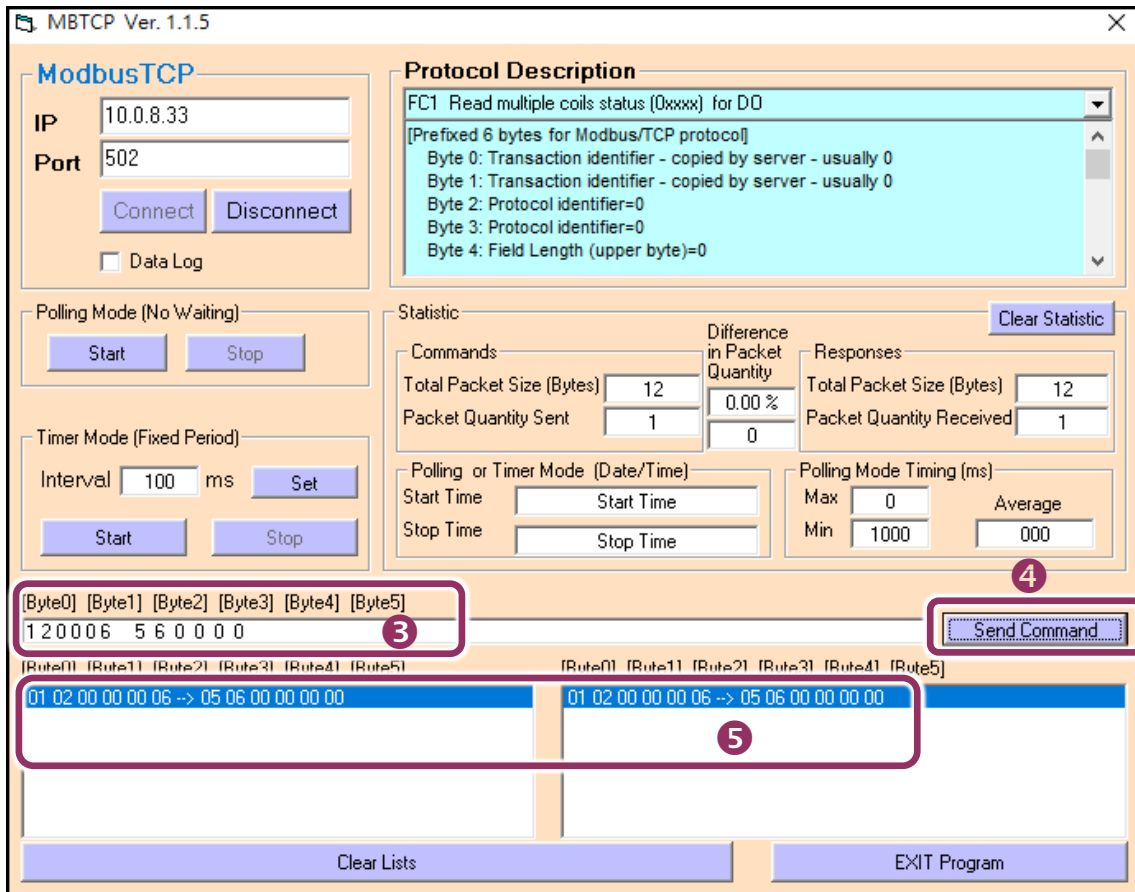 MBTCP Ver. 1.1.5
ModbusTCP
IP 10.0.8.33
Port 502
Connect Disconnect
Data Log
Protocol Description
FC1 Read multiple coils status (0xxxx) for DO
[Prefixed 6 bytes for Modbus/TCP protocol]
Byte 0: Transaction identifier - copied by server - usually 0
Byte 1: Transaction identifier - copied by server - usually 0
Byte 2: Protocol identifier=0
Byte 3: Protocol identifier=0
Byte 4: Field Length (upper byte)=0
Polling Mode (No Waiting)
Start Stop
Timer Mode (Fixed Period)
Interval 100 ms Set
Start Stop
Statistic
Clear Statistic
Commands
Total Packet Size (Bytes) 12
Packet Quantity Sent 1
Difference
in Packet
Quantity
0.00 %
0
Responses
Total Packet Size (Bytes) 12
Packet Quantity Received 1
Polling or Timer Mode (Date/Time)
Start Time Start Time
Stop Time Stop Time
Polling Mode Timing (ms)
Max 0
Min 1000
Average
000
4
[Byte0] [Byte1] [Byte2] [Byte3] [Byte4] [Byte5]
1 2 0 0 0 6 5 6 0 0 0 0
3
Send Command
[Byte0] [Byte1] [Byte2] [Byte3] [Byte4] [Byte5]
01 02 00 00 00 06 --> 05 06 00 00 00 00
[Byte0] [Byte1] [Byte2] [Byte3] [Byte4] [Byte5]
01 02 00 00 00 06 --> 05 06 00 00 00 00
5
Clear Lists
EXIT Program